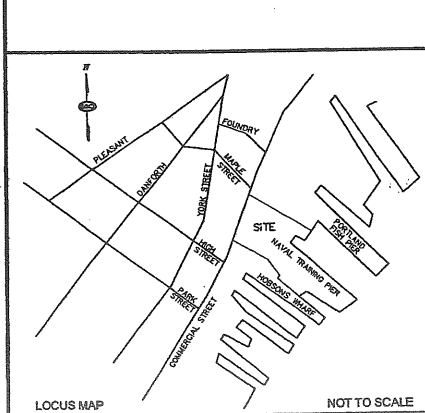 N
FOUNDRY
PLEASANT
MAPLE
STREET
DANFORTH
YORK STREET
SITE
PORTLAND
FISH PIER
NAVAL TRAINING PIER
HIGH
STREET
HOBSONS WHARF
PARK
STREET
COMMERCIAL STREET
LOCUS MAP
NOT TO SCALE